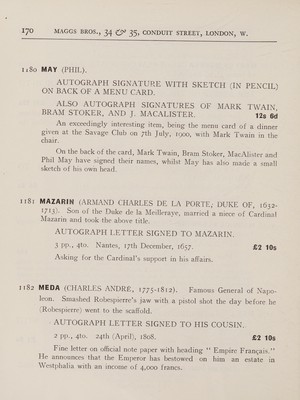 170 MAGGS BROS., 34 & 35, CONDUIT STREET, LONDON, W.
1180 MAY (PHIL).
AUTOGRAPH SIGNATURE WITH SKETCH (IN PENCIL)
ON BACK OF A MENU CARD.
ALSO AUTOGRAPH SIGNATURES OF MARK TWAIN,
BRAM STOKER, AND J. MACALISTER. 12s 6d
An exceedingly interesting item, being the menu card of a dinner
given at the Savage Club on 7th July, 1900, with Mark Twain in the
chair.
On the back of the card, Mark Twain, Bram Stoker, MacAlister and
Phil May have signed their names, whilst May has also made a small
sketch of his own head.
1181 MAZARIN (ARMAND CHARLES DE LA PORTE, DUKE OF, 1632-
1713). Son of the Duke de la Meilleraye, married a niece of Cardinal
Mazarin and took the above title.
AUTOGRAPH LETTER SIGNED TO MAZARIN.
3 pp., 4to. Nantes, 17th December, 1657. £2 10s
Asking for the Cardinal's support in his affairs.
1182 MEDA (CHARLES ANDRE, 1775-1812). Famous General of Napo-
leon. Smashed Robespierre's jaw with a pistol shot the day before he
(Robespierre) went to the scaffold.
AUTOGRAPH LETTER SIGNED TO HIS COUSIN.
2 pp., 4to. 24th (April), 1808. £2 10s
Fine letter on official note paper with heading " Empire Français."
He announces that the Emperor has bestowed on him an estate in
Westphalia with an income of 4,000 francs.